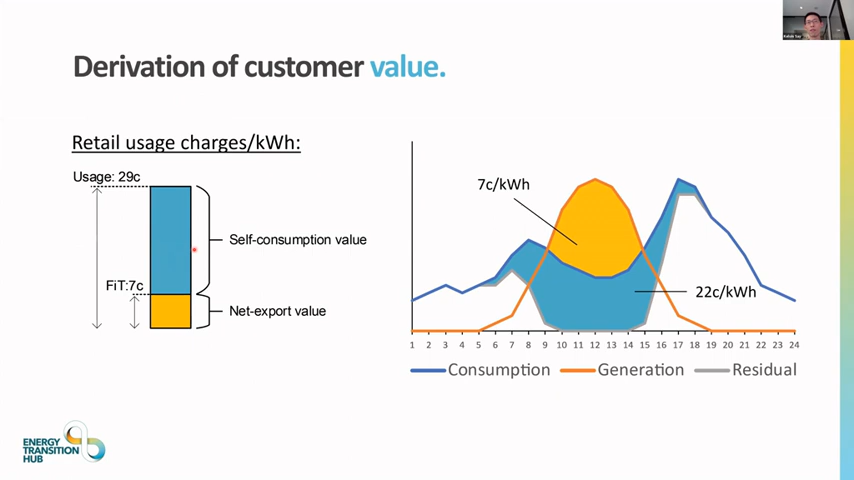 Derivation of customer value.
Retail usage charges/kWh:
Usage: 29c
Self-consumption value
FiT:7c
Net-export value
7c/kWh
22c/kWh
1 2 3 4 5 6 7 8 9 10 11 12 13 14 15 16 17 18 19 20 21 22 23 24
Consumption Generation Residual
ENERGY
TRANSITION
HUB